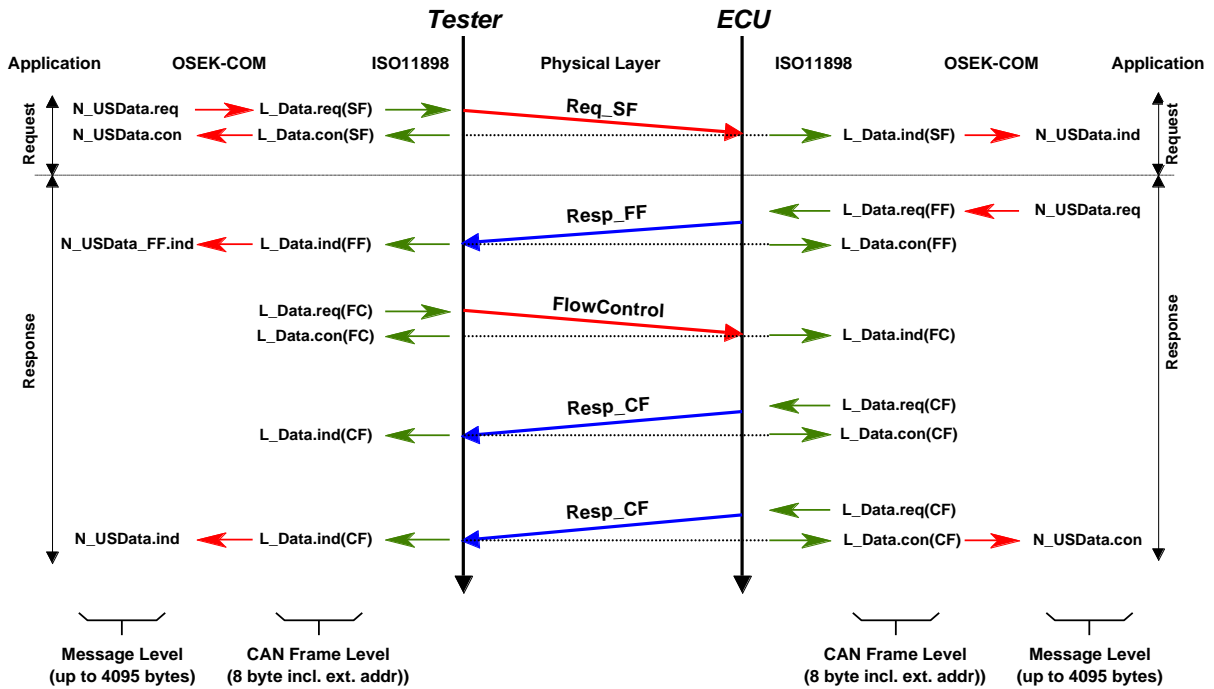 Tester
ECU
Application
OSEK-COM
ISO11898
Physical Layer
ISO11898
OSEK-COM
Application
Request
N_USData.req
L_Data.req(SF)
Req_SF
N_USData.con
L_Data.con(SF)
L_Data.ind(SF)
N_USData.ind
Request
Response
Resp_FF
L_Data.req(FF)
N_USData.req
N_USData_FF.ind
L_Data.ind(FF)
L_Data.con(FF)
L_Data.req(FC)
FlowControl
L_Data.con(FC)
L_Data.ind(FC)
Response
Resp_CF
L_Data.req(CF)
L_Data.ind(CF)
L_Data.con(CF)
Resp_CF
L_Data.req(CF)
N_USData.ind
L_Data.ind(CF)
L_Data.con(CF)
N_USData.con
Message Level
(up to 4095 bytes)
CAN Frame Level
(8 byte incl. ext. addr))
CAN Frame Level
(8 byte incl. ext. addr))
Message Level
(up to 4095 bytes)